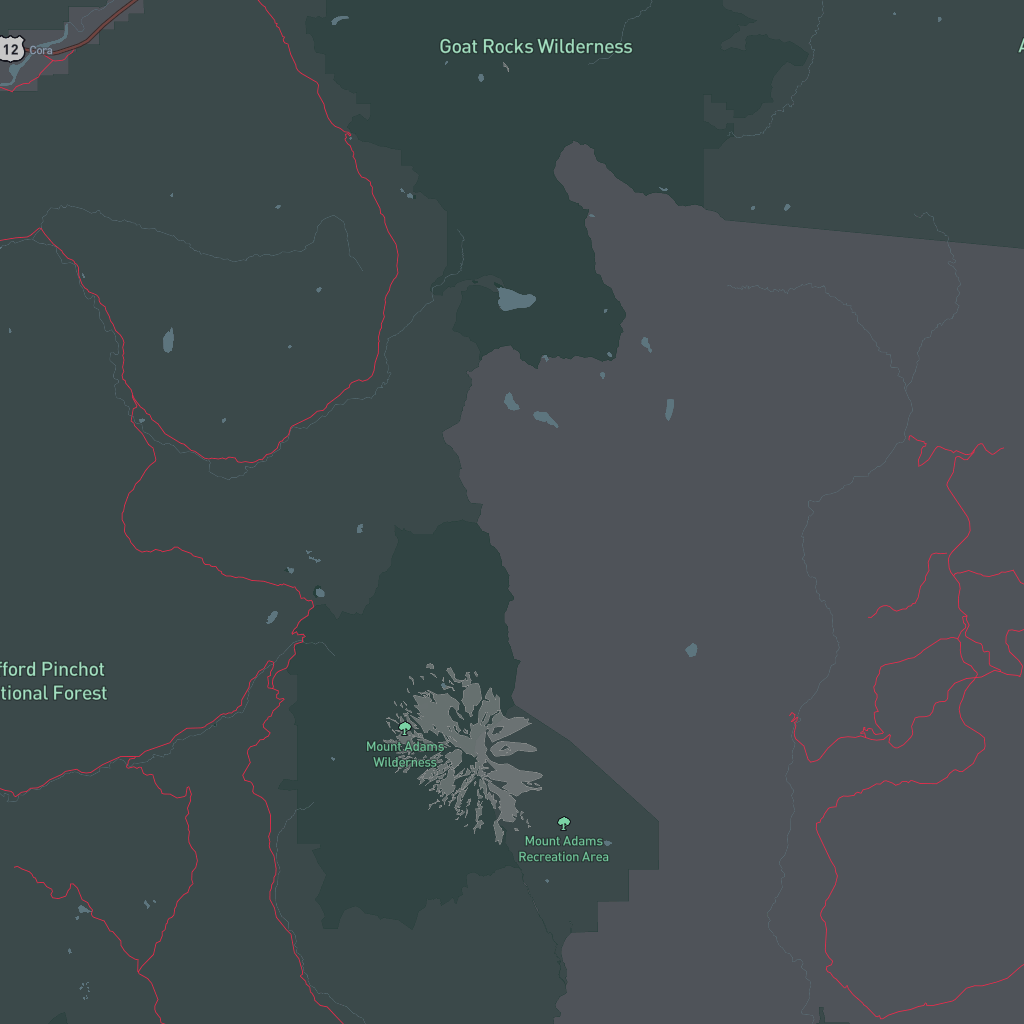 Goat Rocks Wilderness
A
12
Cora
fford Pinchot
tional Forest
Mount Adams
Wilderness
Mount Adams
Recreation Area